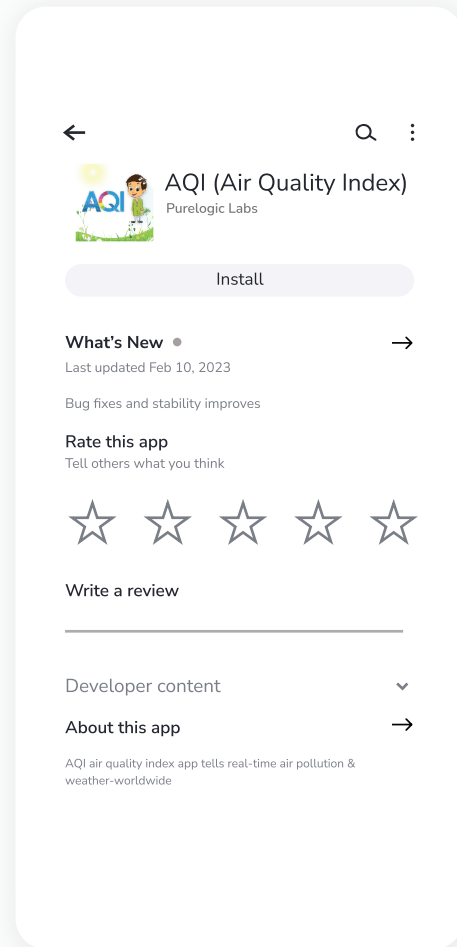 AQI
AQI (Air Quality Index)
Purelogic Labs
Install
What's New
Last updated Feb 10, 2023
Bug fixes and stability improves
Rate this app
Tell others what you think
Write a review
Developer content
About this app
AQI air quality index app tells real-time air pollution &
weather-worldwide